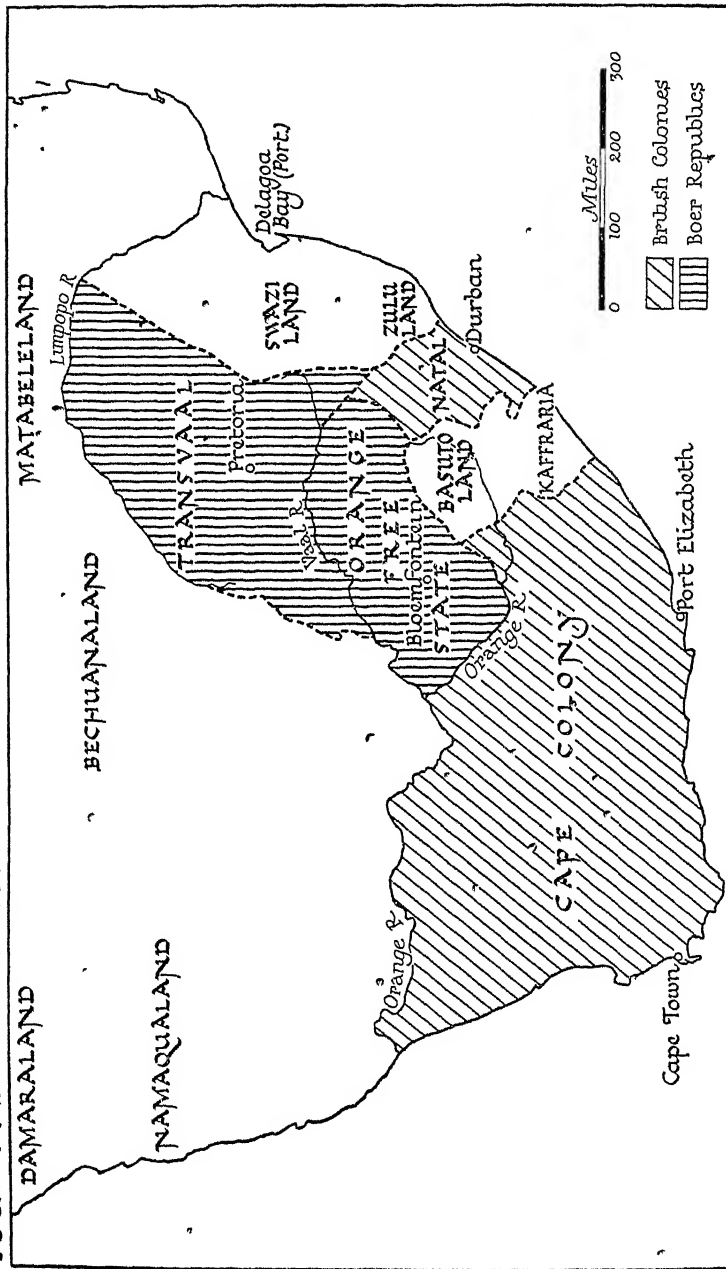 DAMARALAND
NAMAQUALAND
BECHUANALAND
MATABELELAND
Limpopo R
TRANSVAAL
Pretoria
Vaal R.
ORANGE
FREE
STATE
Bloemfontein
Orange R.
SWAZI
LAND
Delagoa
Bay (Port.)
ZULU
LAND
NATAL
Durban
BASUTO
LAND
KAFFRARIA
Orange R
CAPE COLONY
Cape Town
Port Elizabeth
Miles
0 100 200 300
British Colonies
Boer Republics